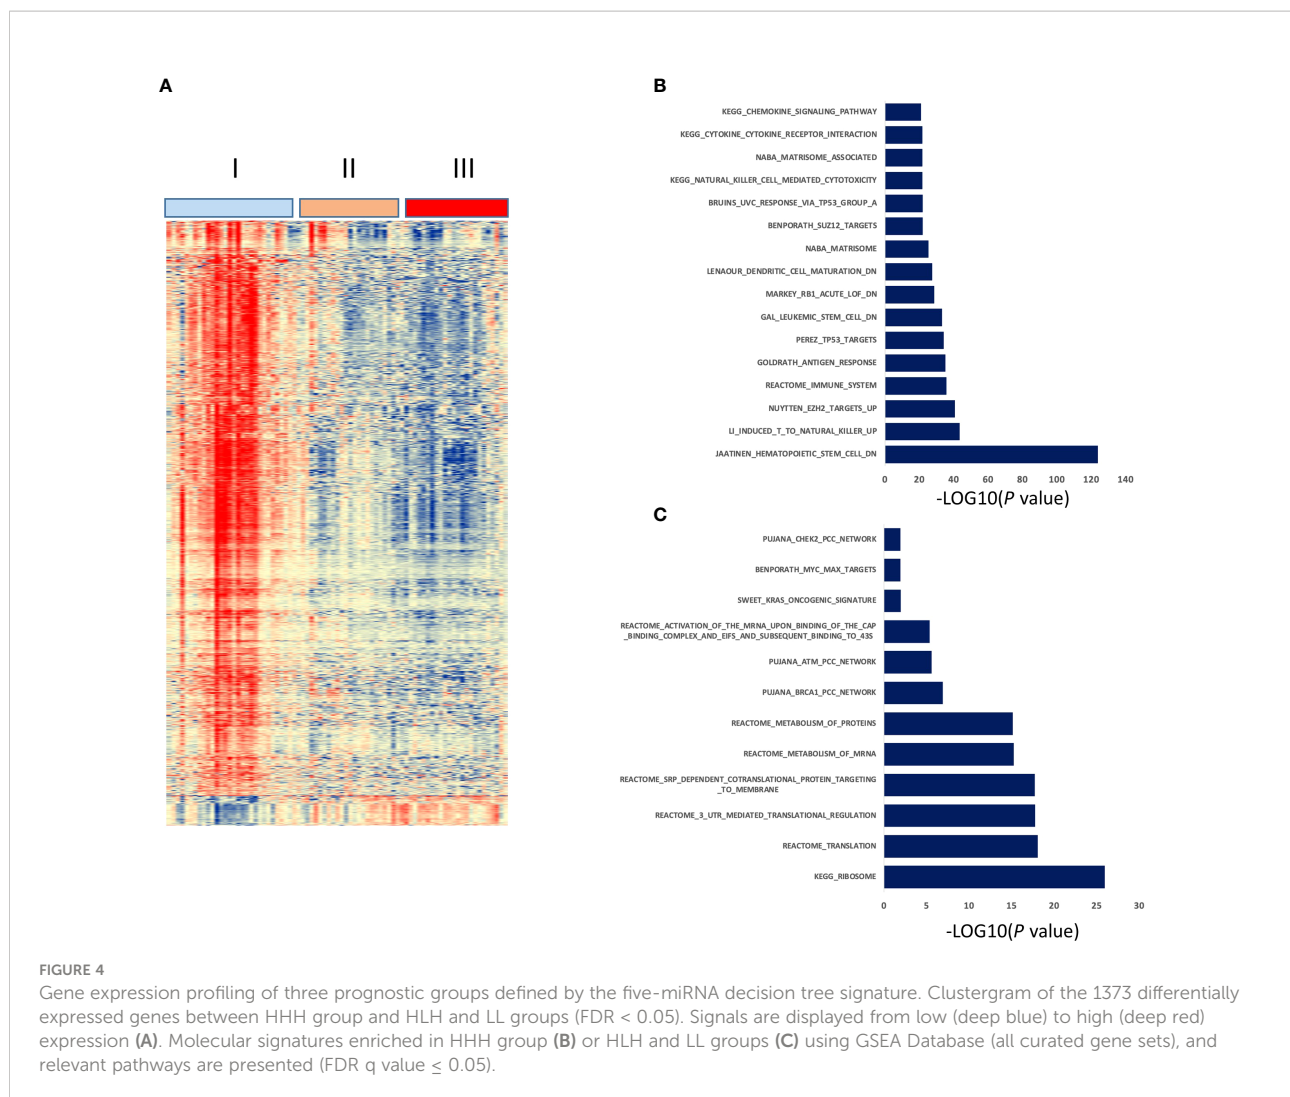 A
I II III
B
KEGG_CHEMOKINE_SIGNALING_PATHWAY
KEGG_CYTOKINE_CYTOKINE_RECEPTOR_INTERACTION
NABA_MATRISOME_ASSOCIATED
KEGG_NATURAL_KILLER_CELL_MEDIATED_CYTOTOXICITY
BRUINS_UVC_RESPONSE_VIA_TP53_GROUP_A
BENPORATH_SUZ12_TARGETS
NABA_MATRISOME
LENAOUR_DENDRITIC_CELL_MATURATION_DN
MARKEY_RB1_ACUTE_LOF_DN
GAL_LEUKEMIC_STEM_CELL_DN
PEREZ_TP53_TARGETS
GOLDRATH_ANTIGEN_RESPONSE
REACTOME_IMMUNE_SYSTEM
NUYTTEN_EZH2_TARGETS_UP
LI_INDUCED_T_TO_NATURAL_KILLER_UP
JAATINEN_HEMATOPOIETIC_STEM_CELL_DN
0 20 40 60 80 100 120 140
-LOG10(P value)
C
PUJANA_CHEK2_PCC_NETWORK
BENPORATH_MYC_MAX_TARGETS
SWEET_KRAS_ONCOGENIC_SIGNATURE
REACTOME_ACTIVATION_OF_THE_MRNA_UPON_BINDING_OF_THE_CAP
_BINDING_COMPLEX_AND_EIFS_AND_SUBSEQUENT_BINDING_TO_43S
PUJANA_ATM_PCC_NETWORK
PUJANA_BRCA1_PCC_NETWORK
REACTOME_METABOLISM_OF_PROTEINS
REACTOME_METABOLISM_OF_MRNA
REACTOME_SRP_DEPENDENT_COTRANSLATIONAL_PROTEIN_TARGETING
_TO_MEMBRANE
REACTOME_3_UTR_MEDIATED_TRANSLATIONAL_REGULATION
REACTOME_TRANSLATION
KEGG_RIBOSOME
0 5 10 15 20 25 30
-LOG10(P value)
FIGURE 4
Gene expression profiling of three prognostic groups defined by the five-miRNA decision tree signature. Clustergram of the 1373 differentially
expressed genes between HHH group and HLH and LL groups (FDR < 0.05). Signals are displayed from low (deep blue) to high (deep red)
expression (A). Molecular signatures enriched in HHH group (B) or HLH and LL groups (C) using GSEA Database (all curated gene sets), and
relevant pathways are presented (FDR q value ≤ 0.05).